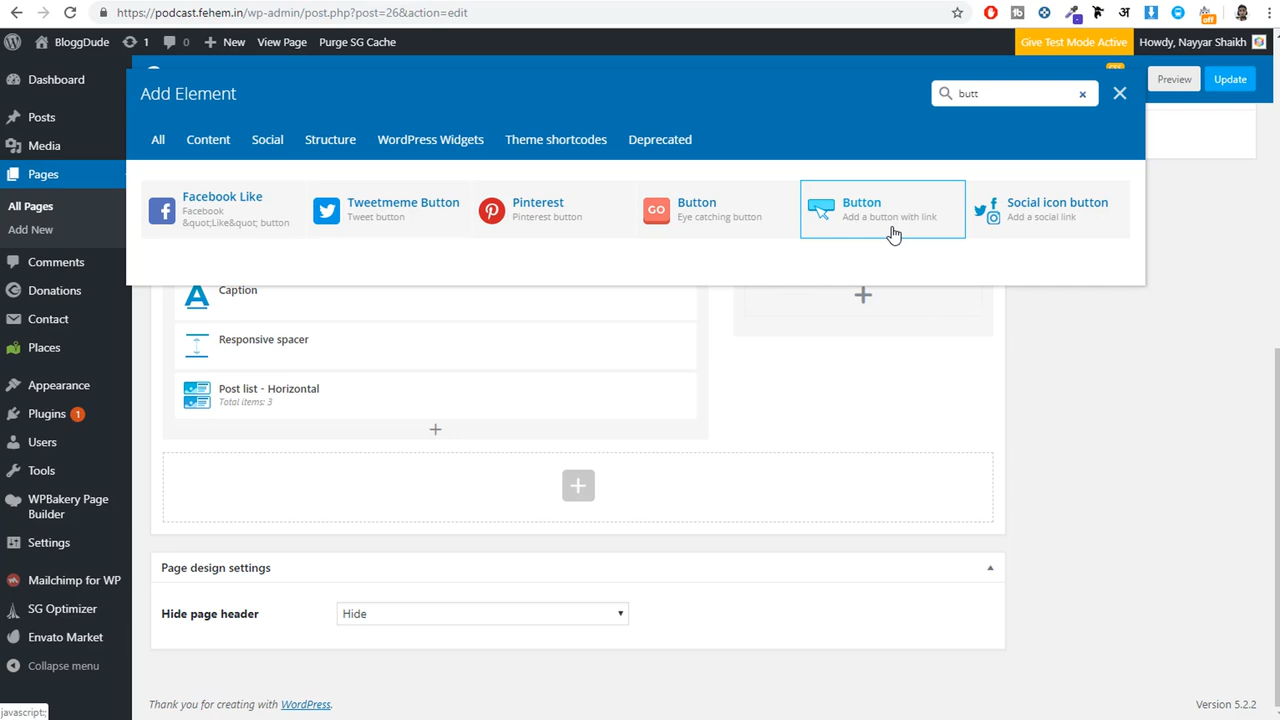 https://podcast.fehem.in/wp-admin/post.php?post=26&action=edit
off
BloggDude 1 0 New View Page Purge SG Cache Give Test Mode Active Howdy, Nayyar Shaikh
Dashboard
Posts
Media
Pages
All Pages
Add New
Comments
Donations
Contact
Places
Appearance
Plugins 1
Users
Tools
WPBakery Page
Builder
Settings
Mailchimp for WP
SG Optimizer
Envato Market
Collapse menu
javascript:;
Preview Update
Add Element
butt
All Content Social Structure WordPress Widgets Theme shortcodes Deprecated
Facebook Like
Facebook
&quot;Like&quot; button
Tweetmeme Button
Tweet button
Pinterest
Pinterest button
GO
Button
Eye catching button
Button
Add a button with link
Social icon button
Add a social link
Caption
Responsive spacer
Post list - Horizontal
Total items: 3
Page design settings
Hide page header Hide
Thank you for creating with WordPress.
Version 5.2.2